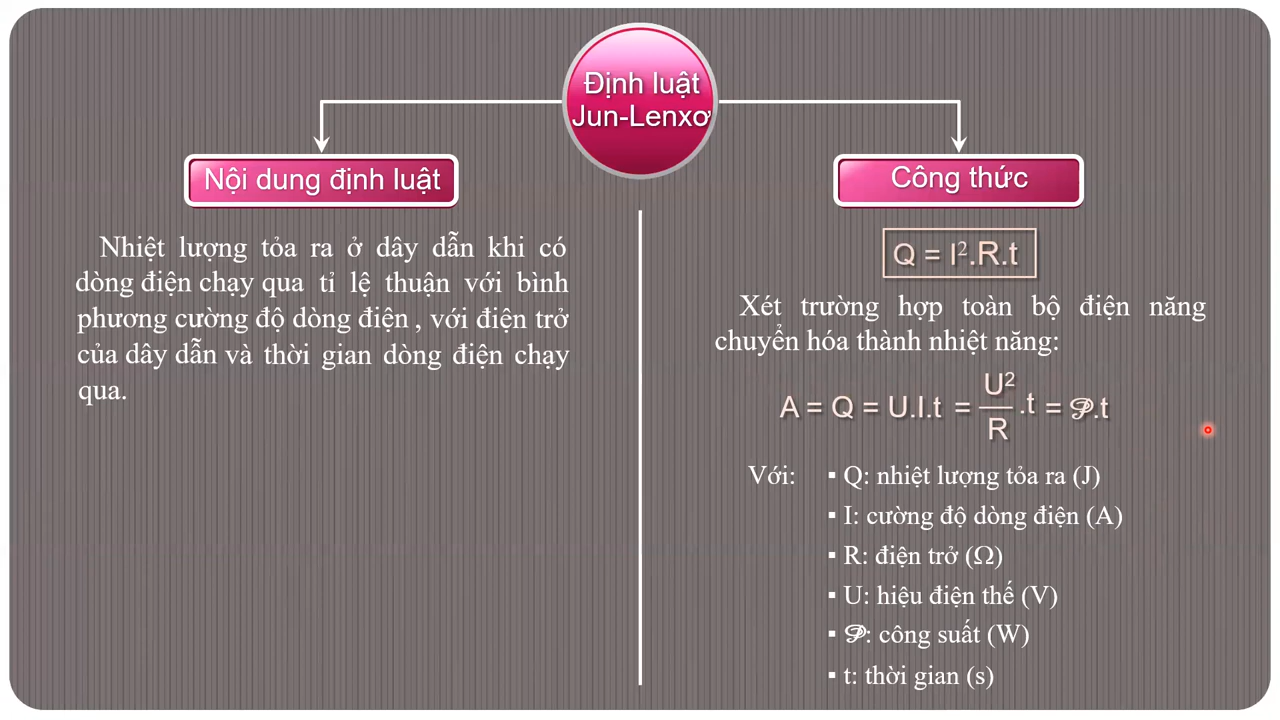 Định luật
Jun-Lenxơ
Nội dung định luật
Nhiệt lượng tỏa ra ở dây dẫn khi có
dòng điện chạy qua tỉ lệ thuận với bình
phương cường độ dòng điện , với điện trở
của dây dẫn và thời gian dòng điện chạy
qua.
Công thức
Q = I².R.t
Xét trường hợp toàn bộ điện năng
chuyển hóa thành nhiệt năng:
A = Q = U.I.t = U²/R .t = 𝒫.t
Với: ▪ Q: nhiệt lượng tỏa ra (J)
▪ I: cường độ dòng điện (A)
▪ R: điện trở (Ω)
▪ U: hiệu điện thế (V)
▪ 𝒫: công suất (W)
▪ t: thời gian (s)